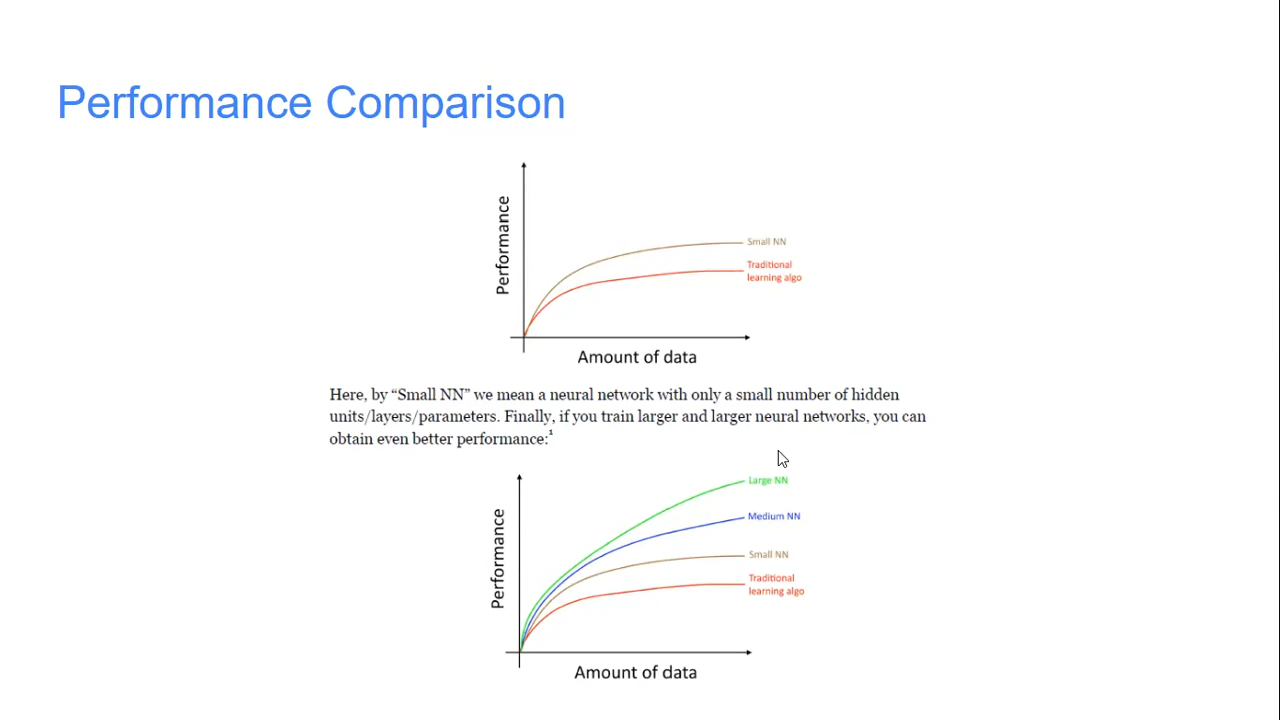 Performance Comparison
Performance
Small NN
Traditional
learning algo
Amount of data
Here, by “Small NN” we mean a neural network with only a small number of hidden
units/layers/parameters. Finally, if you train larger and larger neural networks, you can
obtain even better performance:¹
Performance
Large NN
Medium NN
Small NN
Traditional
learning algo
Amount of data